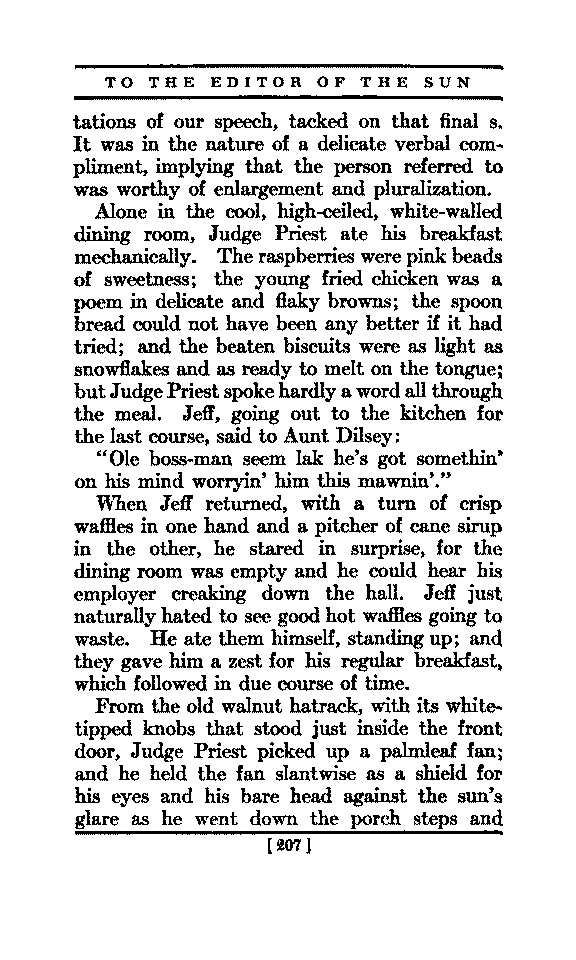 TO THE EDITOR OF THE SUN
tations of our speech, tacked on that final s.
It was in the nature of a delicate verbal com-
pliment, implying that the person referred to
was worthy of enlargement and pluralization.
Alone in the cool, high-ceiled, white-walled
dining room, Judge Priest ate his breakfast
mechanically. The raspberries were pink beads
of sweetness; the young fried chicken was a
poem in delicate and flaky browns; the spoon
bread could not have been any better if it had
tried; and the beaten biscuits were as light as
snowflakes and as ready to melt on the tongue;
but Judge Priest spoke hardly a word all through
the meal. Jeff, going out to the kitchen for
the last course, said to Aunt Dilsey:
"Ole boss-man seem lak he's got somethin'
on his mind worryin' him this mawnin'."
When Jeff returned, with a turn of crisp
waffles in one hand and a pitcher of cane sirup
in the other, he stared in surprise, for the
dining room was empty and he could hear his
employer creaking down the hall. Jeff just
naturally hated to see good hot waffles going to
waste. He ate them himself, standing up; and
they gave him a zest for his regular breakfast,
which followed in due course of time.
From the old walnut hatrack, with its white-
tipped knobs that stood just inside the front
door, Judge Priest picked up a palmleaf fan;
and he held the fan slantwise as a shield for
his eyes and his bare head against the sun's
glare as he went down the porch steps and
[207]